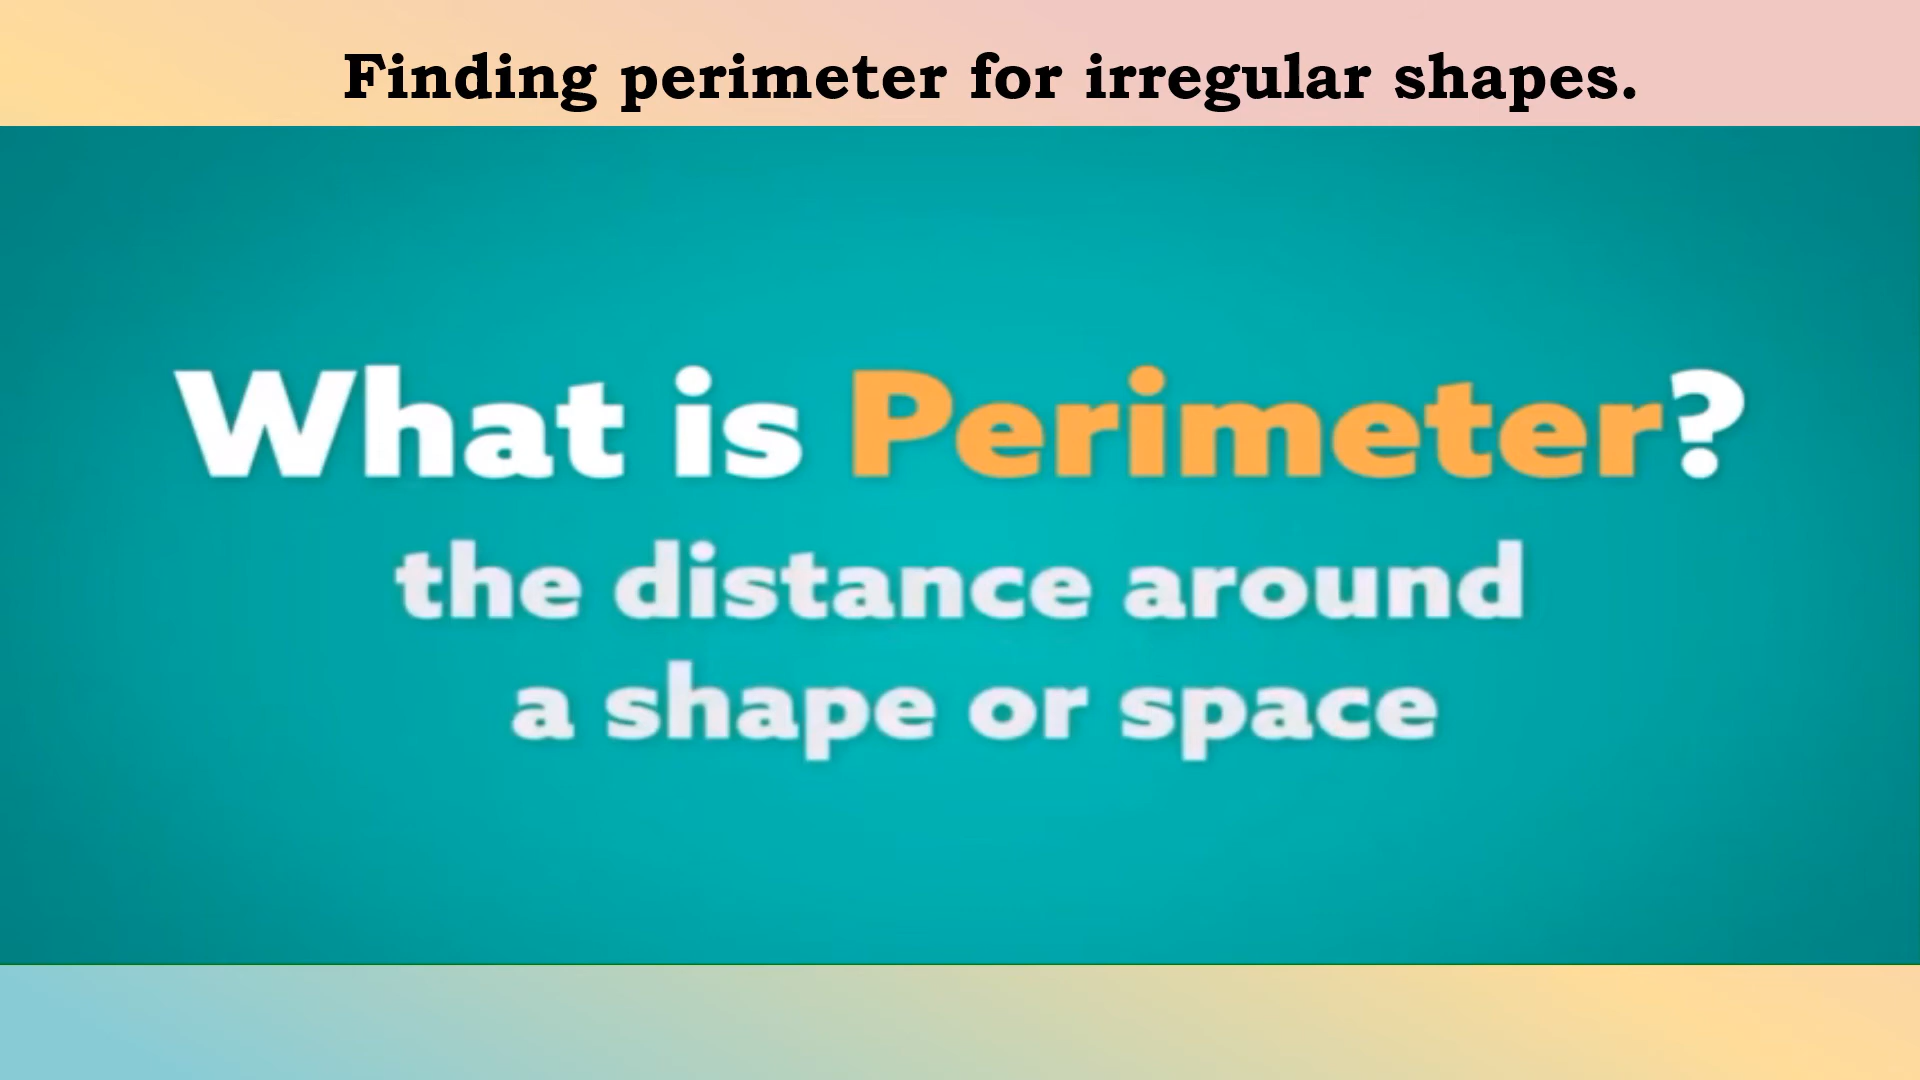 Finding perimeter for irregular shapes.
What is Perimeter?
the distance around
a shape or space